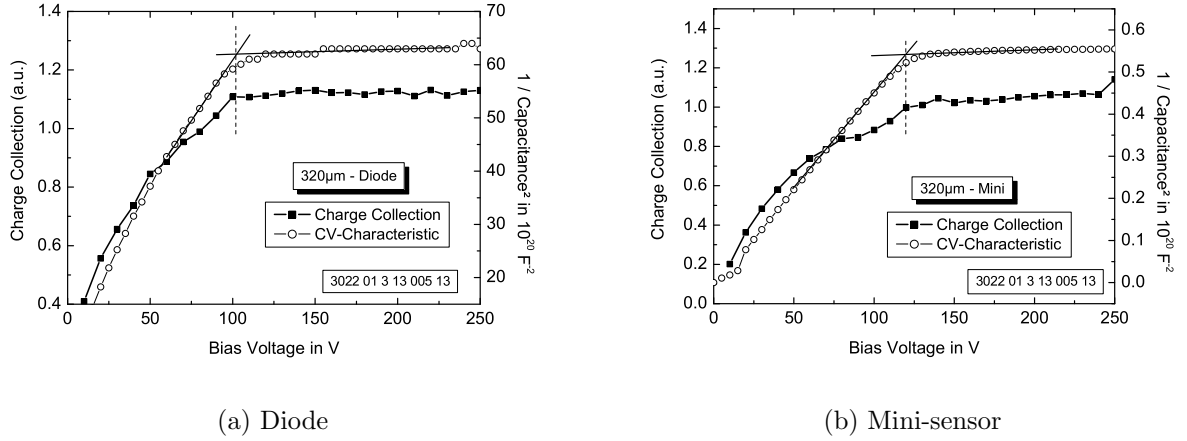 1.4
1.2
1.0
0.8
0.6
0.4
Charge Collection (a.u.)
70
60
50
40
30
20
1 / Capacitance² in 10²⁰ F⁻²
320µm - Diode
Charge Collection
CV-Characteristic
3022 01 3 13 005 13
0 50 100 150 200 250
Bias Voltage in V
(a) Diode
1.4
1.2
1.0
0.8
0.6
0.4
0.2
0.0
Charge Collection (a.u.)
0.6
0.5
0.4
0.3
0.2
0.1
0.0
1 / Capacitance² in 10²⁰ F⁻²
320µm - Mini
Charge Collection
CV-Characteristic
3022 01 3 13 005 13
0 50 100 150 200 250
Bias Voltage in V
(b) Mini-sensor